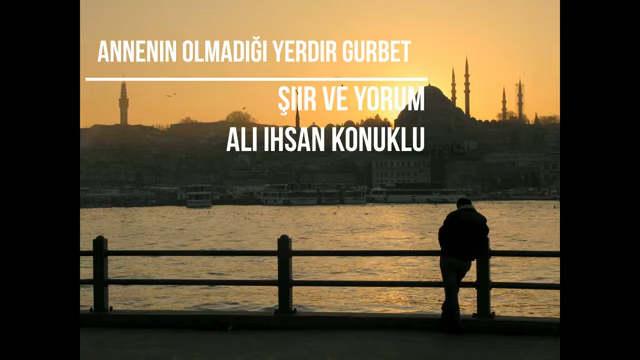 ANNENIN OLMADIĞI YERDIR GURBET
ŞIIR VE YORUM
ALI IHSAN KONUKLU